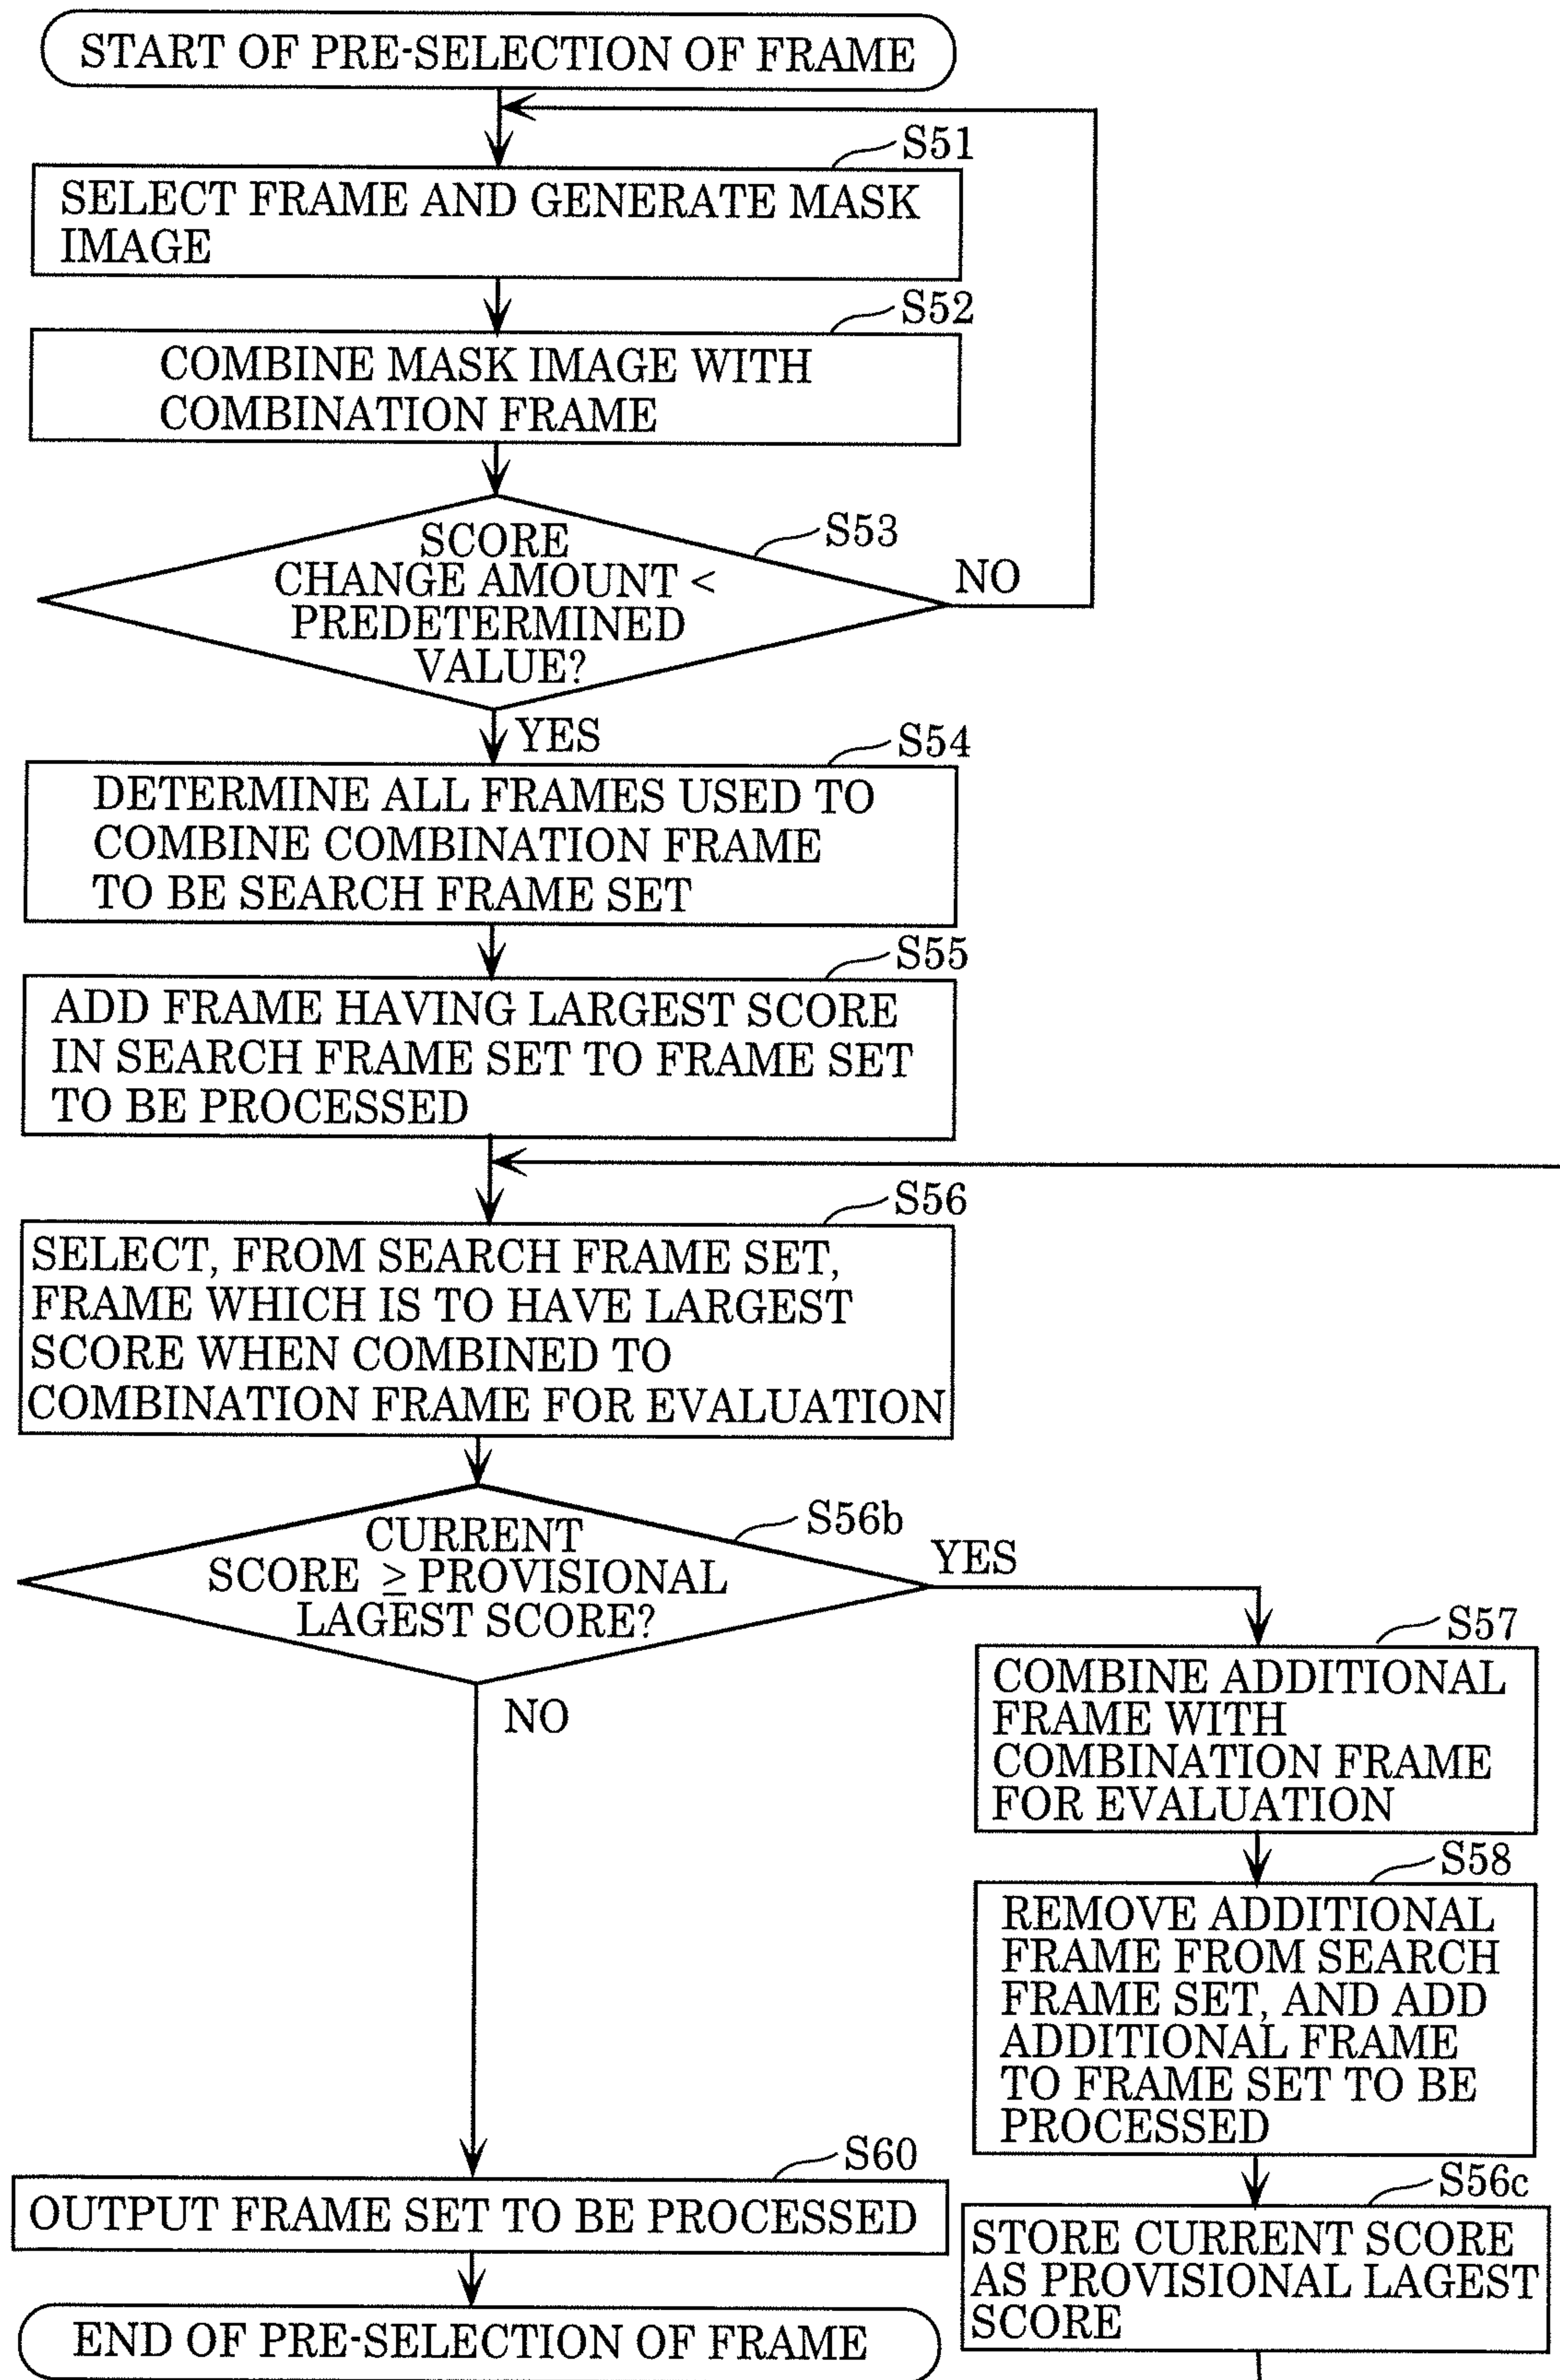 START OF PRE-SELECTION OF FRAME
S51
SELECT FRAME AND GENERATE MASK
IMAGE
S52
COMBINE MASK IMAGE WITH
COMBINATION FRAME
S53
SCORE
CHANGE AMOUNT <
PREDETERMINED
VALUE?
NO
YES
S54
DETERMINE ALL FRAMES USED TO
COMBINE COMBINATION FRAME
TO BE SEARCH FRAME SET
S55
ADD FRAME HAVING LARGEST SCORE
IN SEARCH FRAME SET TO FRAME SET
TO BE PROCESSED
S56
SELECT, FROM SEARCH FRAME SET,
FRAME WHICH IS TO HAVE LARGEST
SCORE WHEN COMBINED TO
COMBINATION FRAME FOR EVALUATION
S56b
CURRENT
SCORE ≥ PROVISIONAL
LAGEST SCORE?
YES
NO
S57
COMBINE ADDITIONAL
FRAME WITH
COMBINATION FRAME
FOR EVALUATION
S58
REMOVE ADDITIONAL
FRAME FROM SEARCH
FRAME SET, AND ADD
ADDITIONAL FRAME
TO FRAME SET TO BE
PROCESSED
S56c
STORE CURRENT SCORE
AS PROVISIONAL LAGEST
SCORE
S60
OUTPUT FRAME SET TO BE PROCESSED
END OF PRE-SELECTION OF FRAME